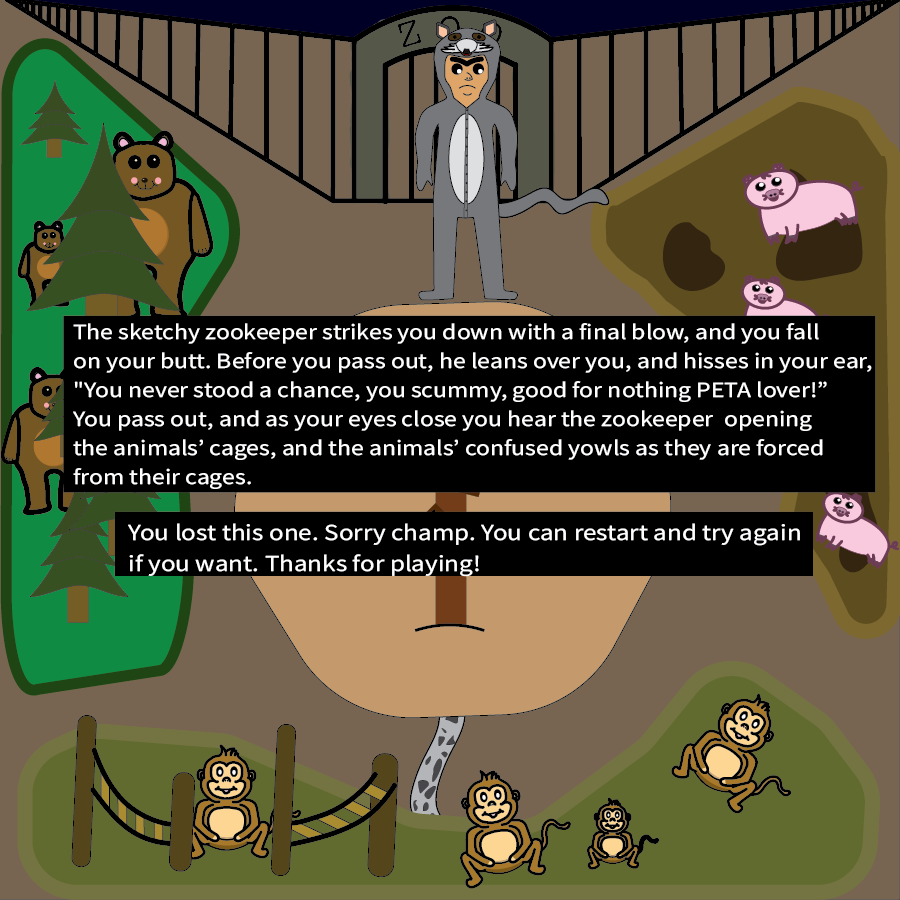 ZO
The sketchy zookeeper strikes you down with a final blow, and you fall
on your butt. Before you pass out, he leans over you, and hisses in your ear,
"You never stood a chance, you scummy, good for nothing PETA lover!”
You pass out, and as your eyes close you hear the zookeeper  opening
the animals’ cages, and the animals’ confused yowls as they are forced
from their cages.
You lost this one. Sorry champ. You can restart and try again
if you want. Thanks for playing!